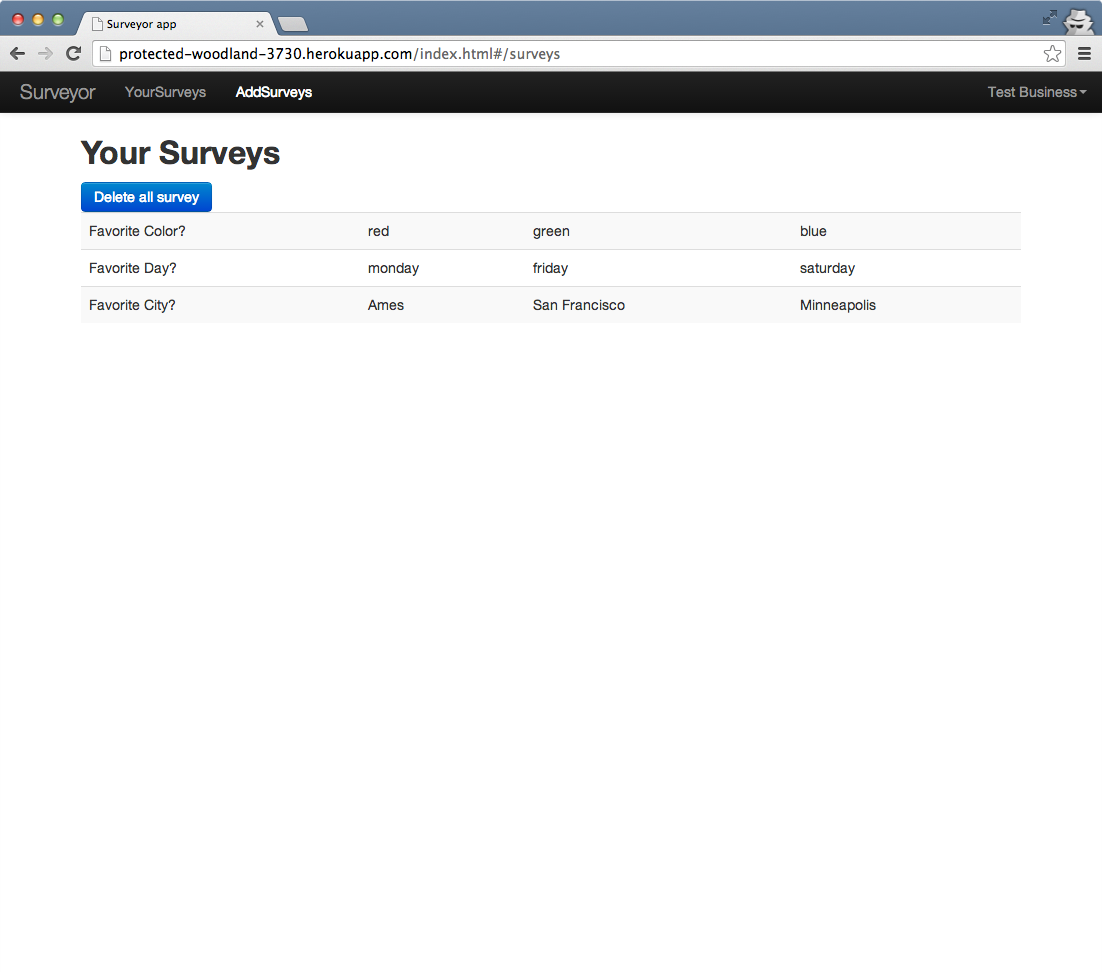 Surveyor app
protected-woodland-3730.herokuapp.com/index.html#/surveys
Surveyor YourSurveys AddSurveys Test Business
Your Surveys
Delete all survey
Favorite Color? red green blue
Favorite Day? monday friday saturday
Favorite City? Ames San Francisco Minneapolis